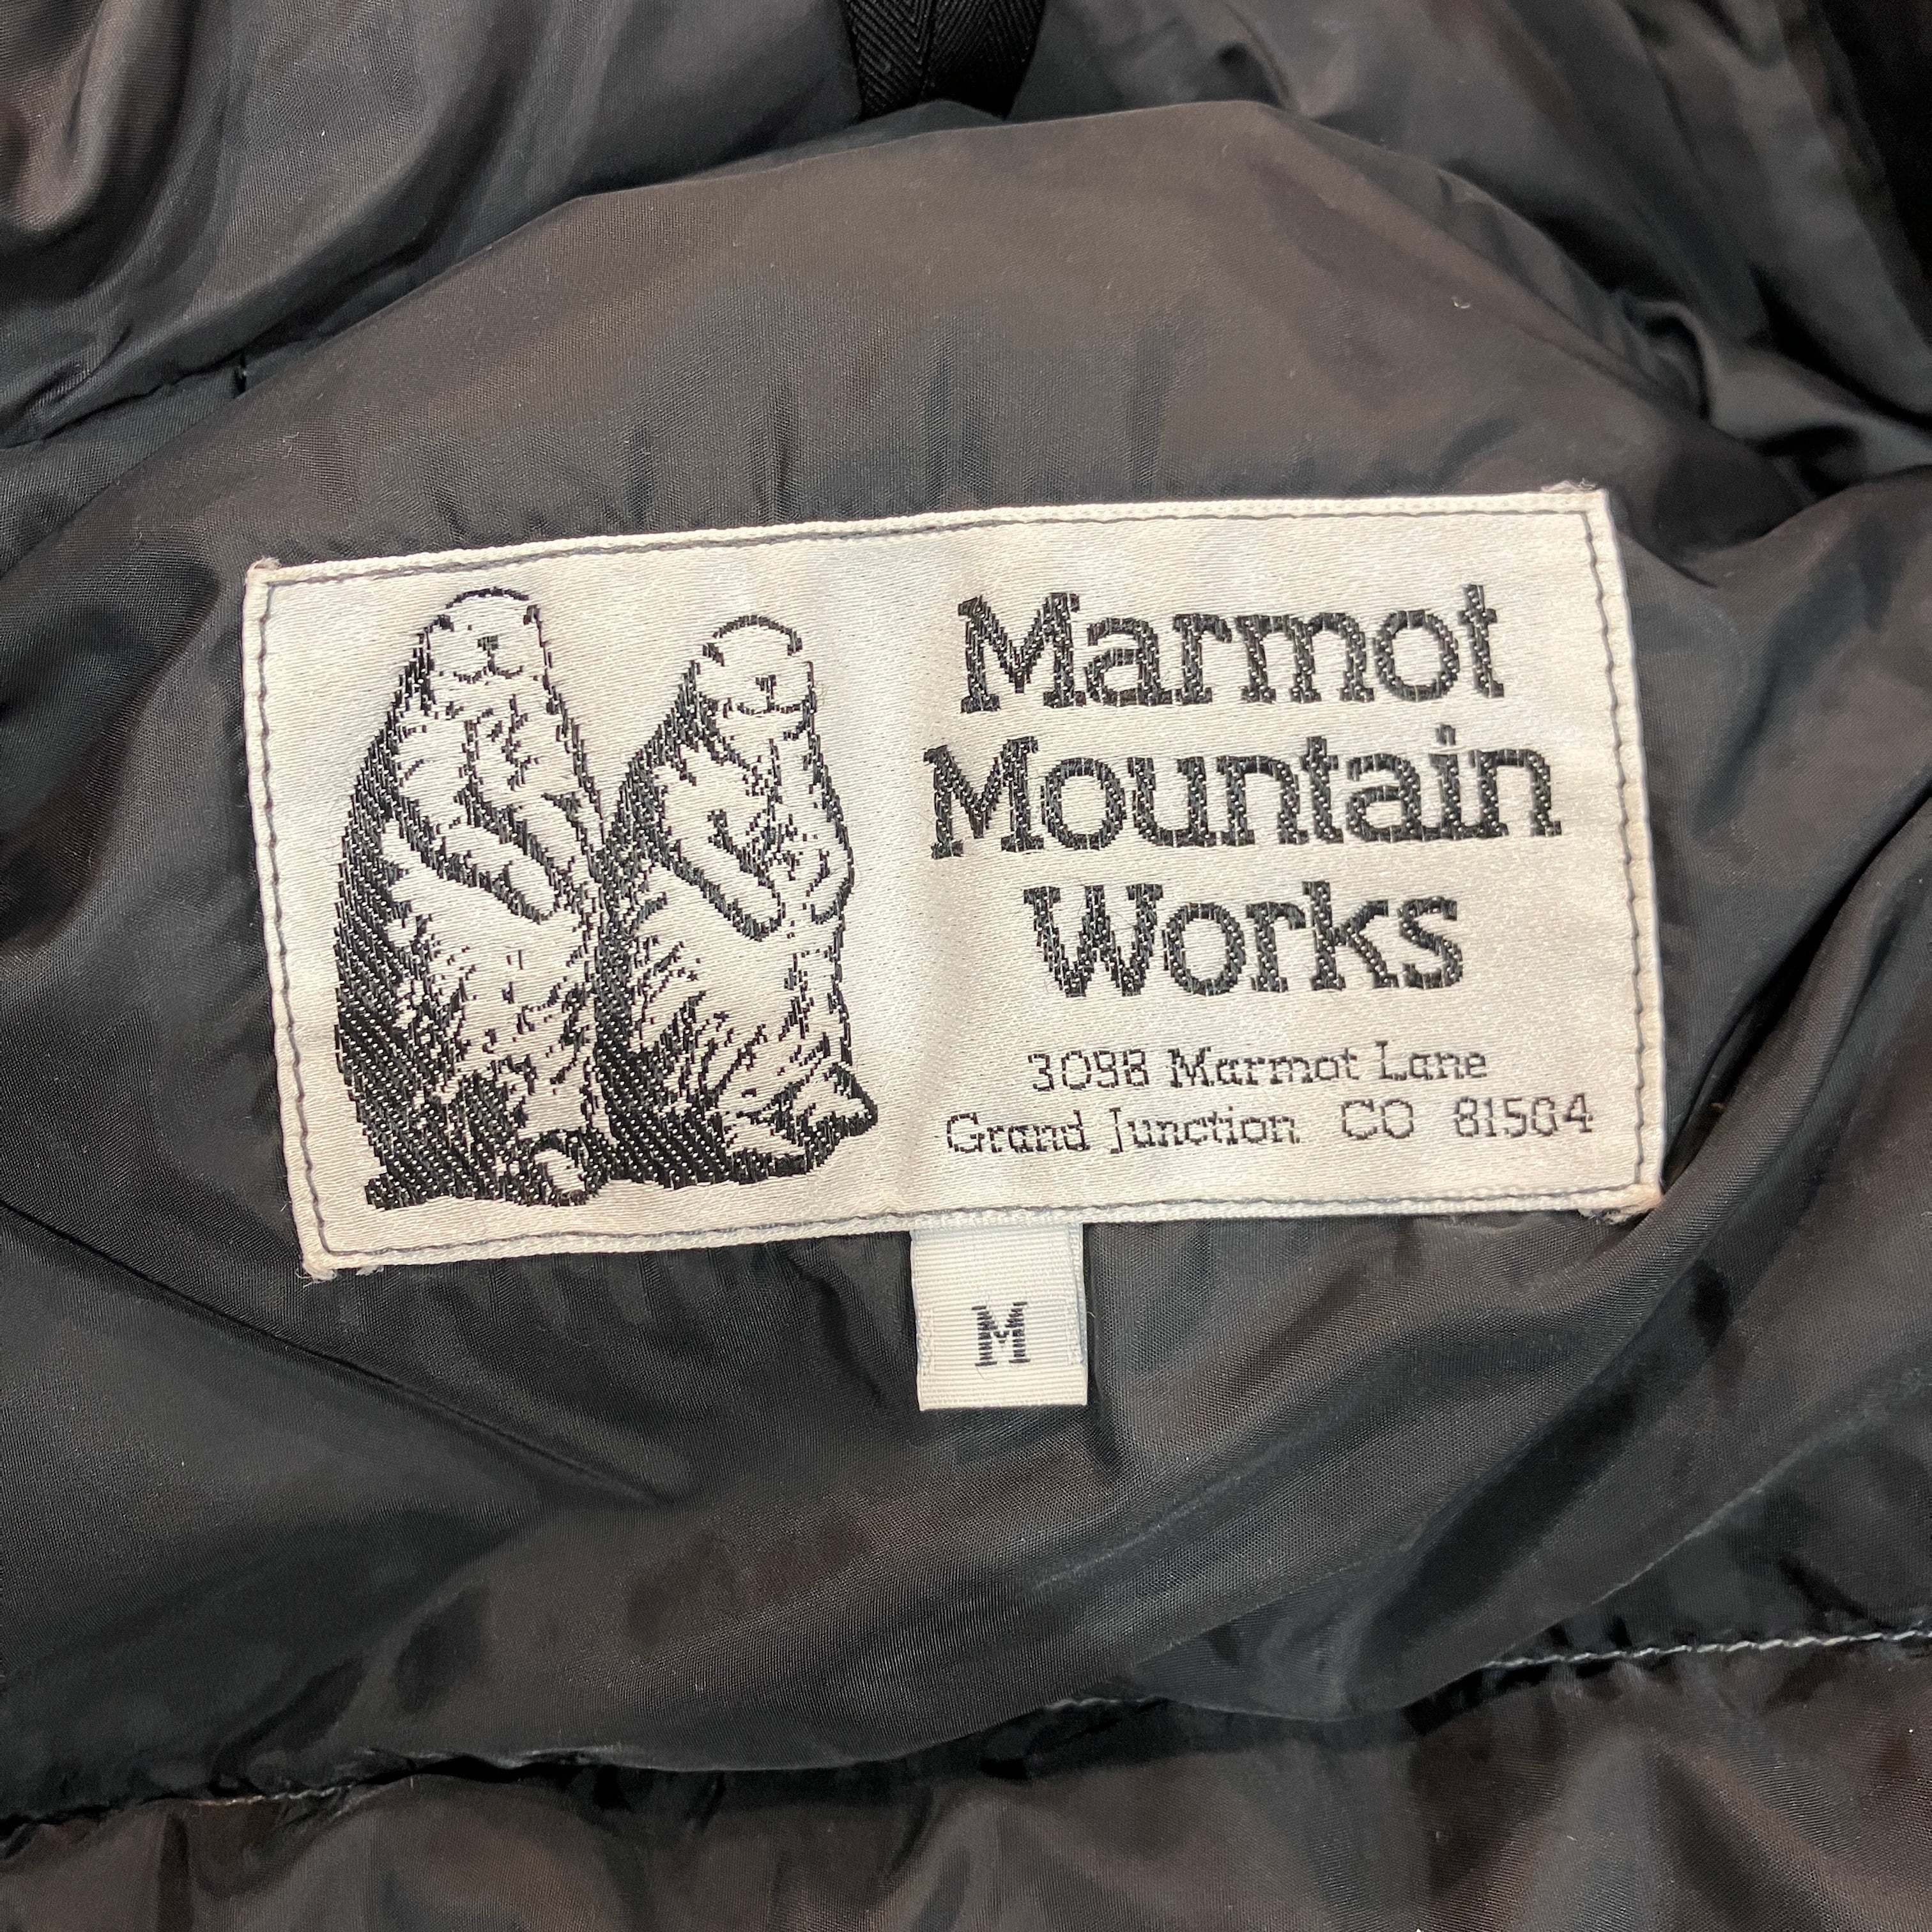 Marmot
Mountain
Works
3098 Marmot Lane
Grand Junction CO 81504
M